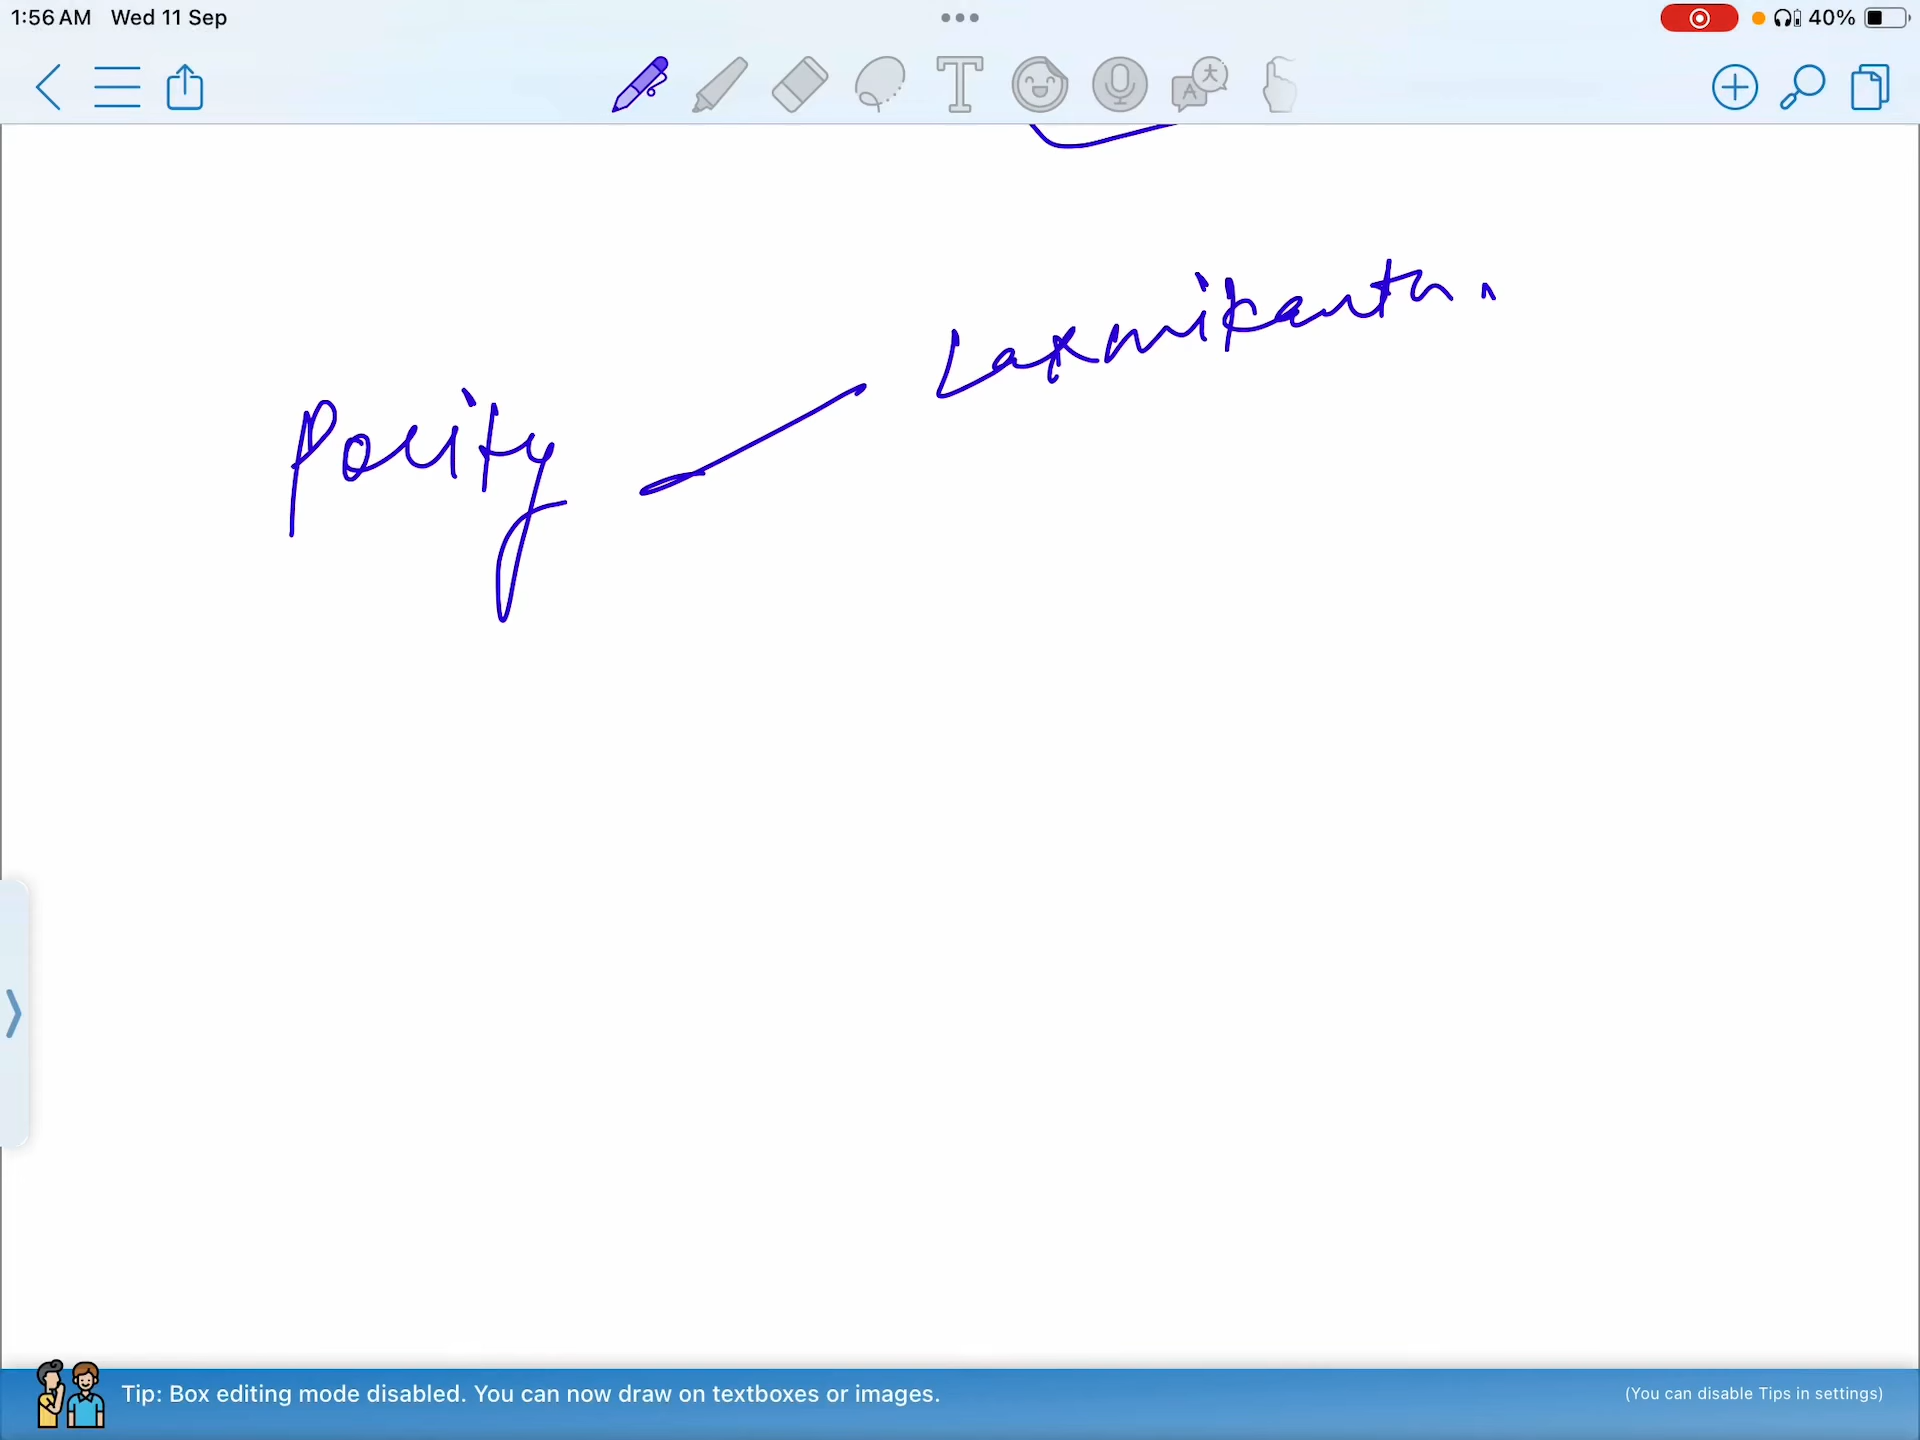 1:56 AM Wed 11 Sep
40%
Laxmikanth.
Polity
Tip: Box editing mode disabled. You can now draw on textboxes or images.
(You can disable Tips in settings)